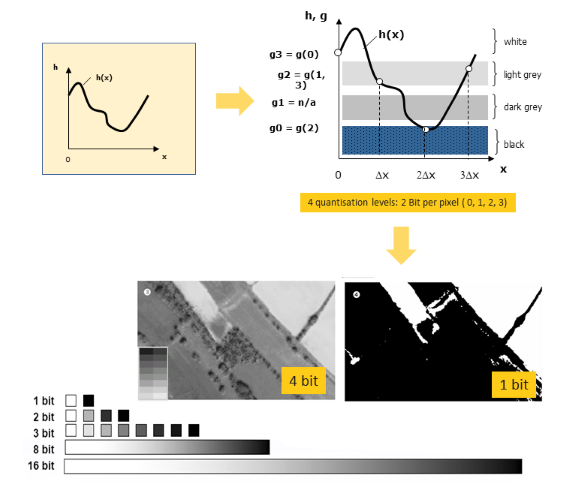 h
h(x)
0
x
h, g
h(x)
g3 = g(0)
g2 = g(1,
3)
g1 = n/a
g0 = g(2)
white
light grey
dark grey
black
0
Δx
2Δx
3Δx
x
4 quantisation levels: 2 Bit per pixel ( 0, 1, 2, 3)
4 bit
1 bit
1 bit
2 bit
3 bit
8 bit
16 bit